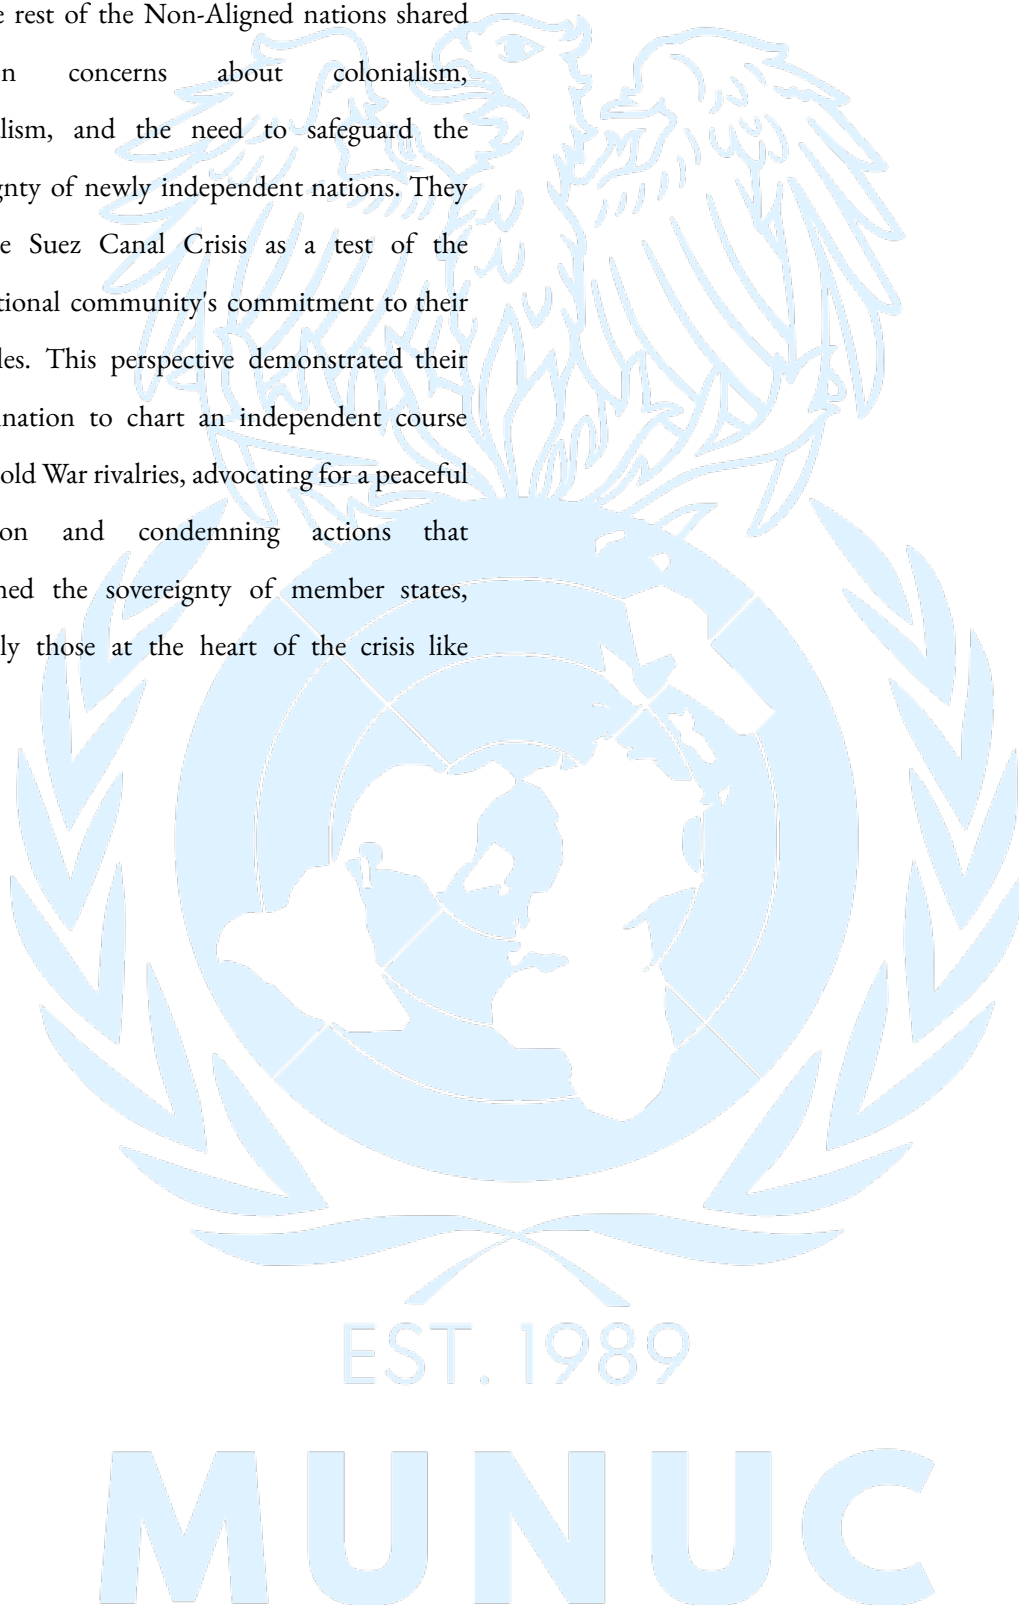 e rest of the Non-Aligned nations shared
n concerns about colonialism,
lism, and the need to safeguard the
gnty of newly independent nations. They
e Suez Canal Crisis as a test of the
tional community's commitment to their
les. This perspective demonstrated their
nation to chart an independent course
old War rivalries, advocating for a peaceful
on and condemning actions that
ned the sovereignty of member states,
ly those at the heart of the crisis like
EST. 1989
MUNUC